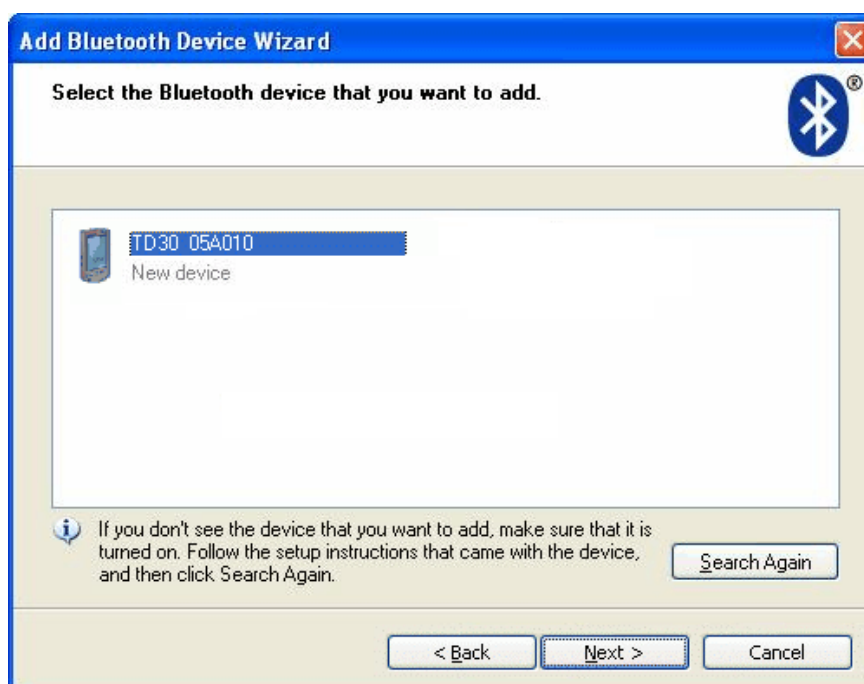 Add Bluetooth Device Wizard
Select the Bluetooth device that you want to add.
®
TD30 05A010
New device
If you don't see the device that you want to add, make sure that it is
turned on. Follow the setup instructions that came with the device,
and then click Search Again.
Search Again
< Back Next > Cancel